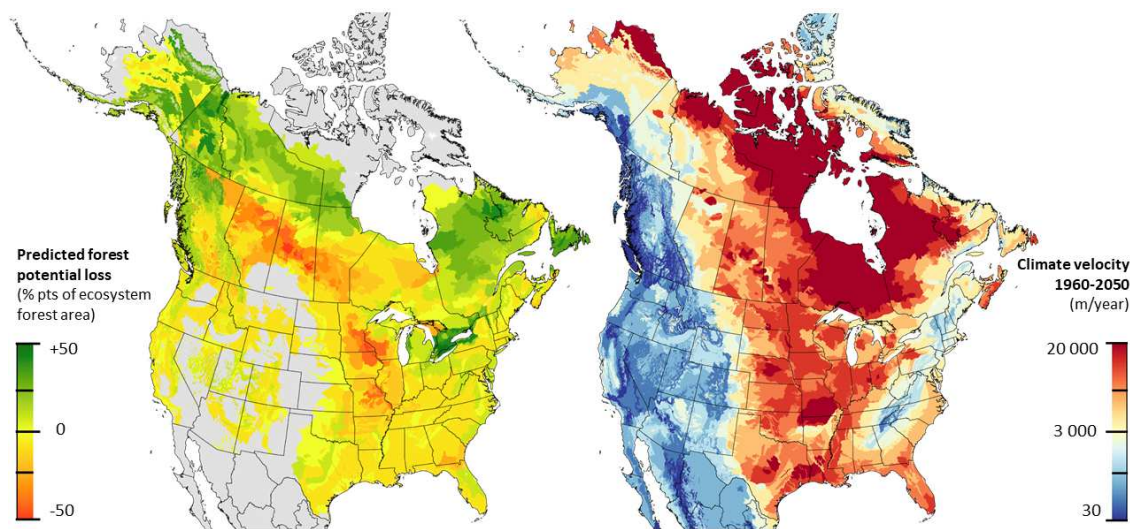 Predicted forest
potential loss
(% pts of ecosystem
forest area)
+50
0
-50
Climate velocity
1960-2050
(m/year)
20 000
3 000
30